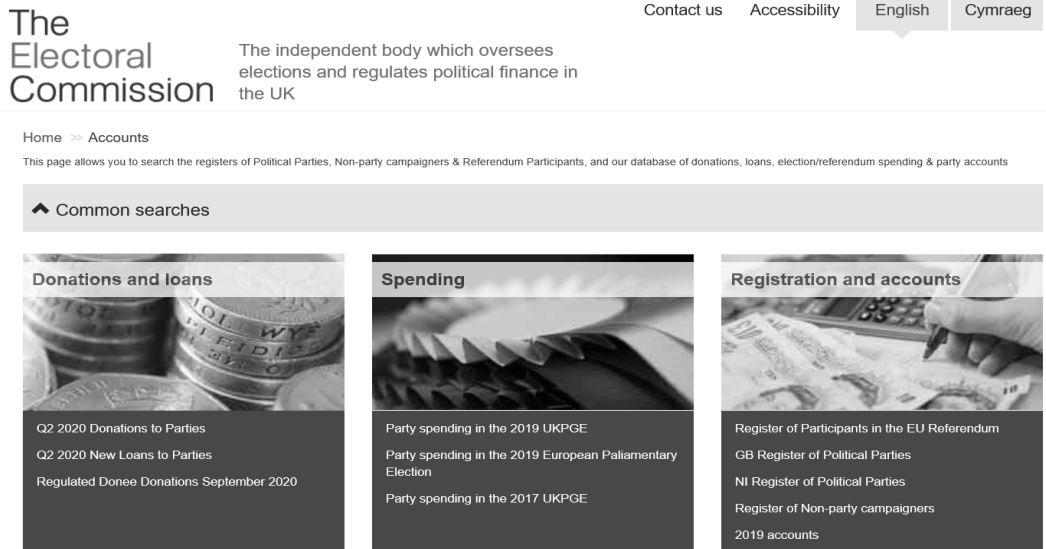 Contact us Accessibility English Cymraeg
The
Electoral
Commission
The independent body which oversees
elections and regulates political finance in
the UK
Home >> Accounts
This page allows you to search the registers of Political Parties, Non-party campaigners & Referendum Participants, and our database of donations, loans, election/referendum spending & party accounts
Common searches
Donations and loans
Q2 2020 Donations to Parties
Q2 2020 New Loans to Parties
Regulated Donee Donations September 2020
Spending
Party spending in the 2019 UKPGE
Party spending in the 2019 European Paliamentary
Election
Party spending in the 2017 UKPGE
Registration and accounts
Register of Participants in the EU Referendum
GB Register of Political Parties
NI Register of Political Parties
Register of Non-party campaigners
2019 accounts